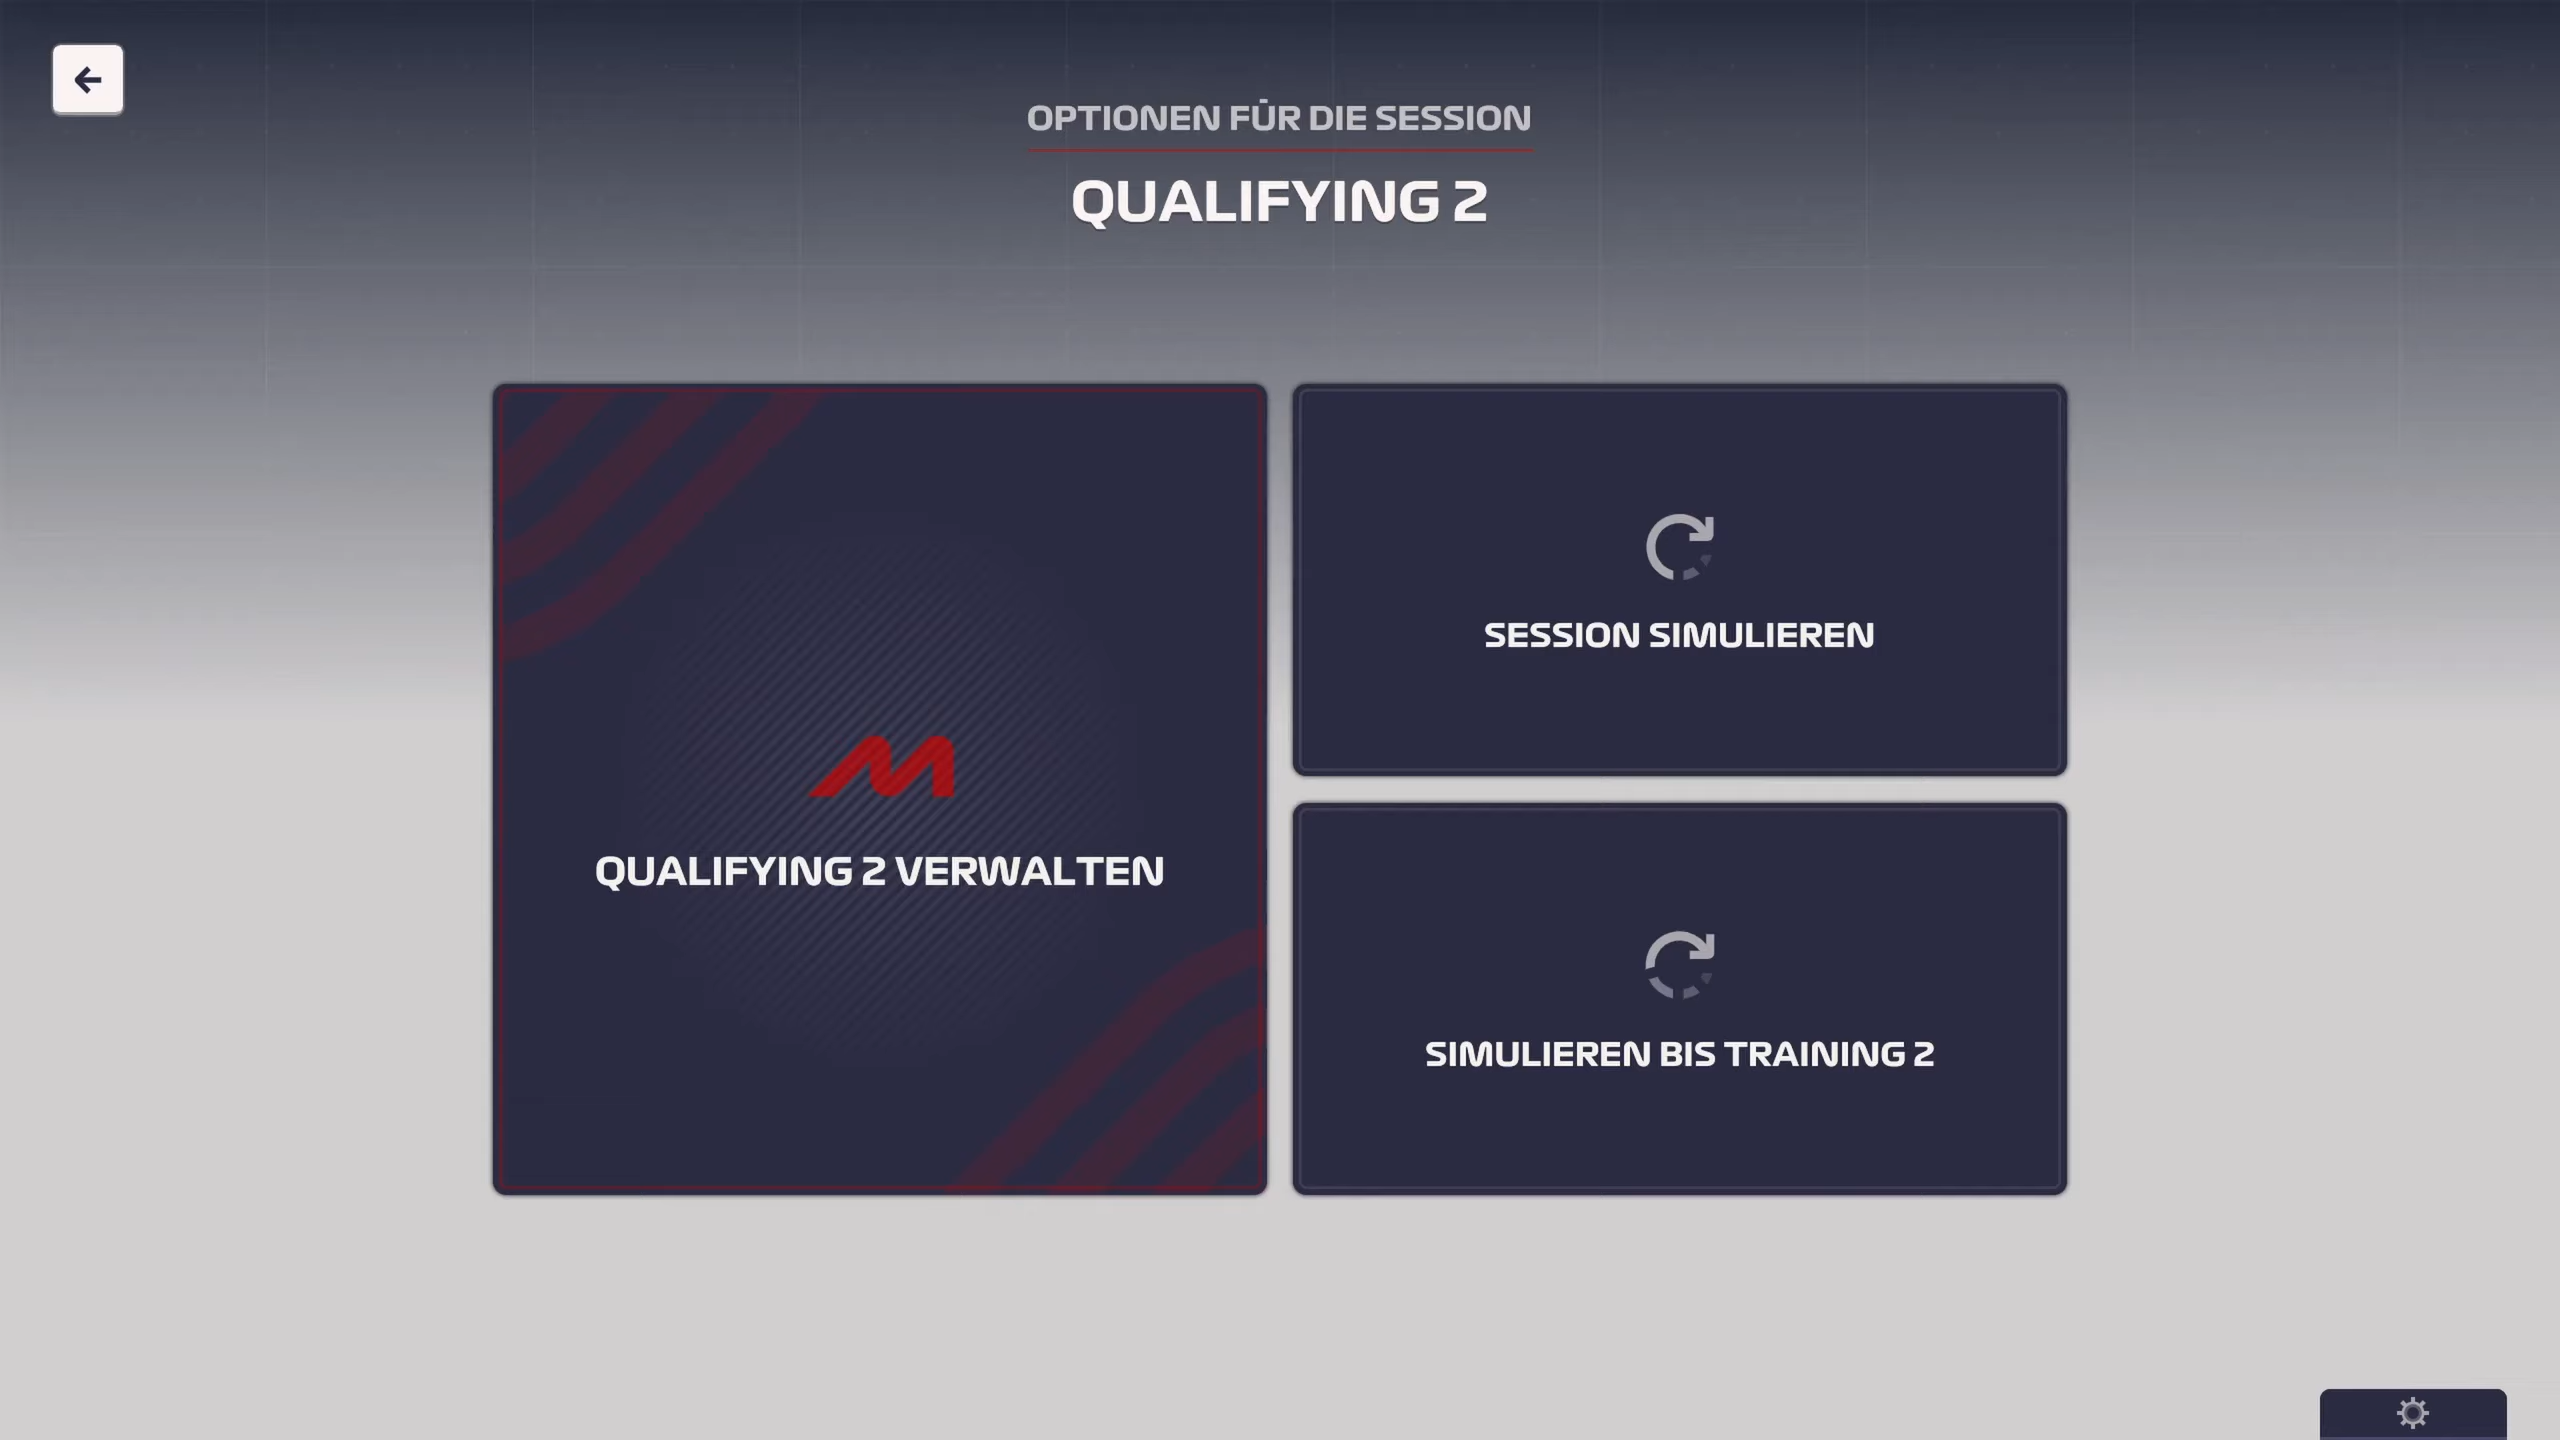 OPTIONEN FÜR DIE SESSION
QUALIFYING 2
QUALIFYING 2 VERWALTEN
SESSION SIMULIEREN
SIMULIEREN BIS TRAINING 2